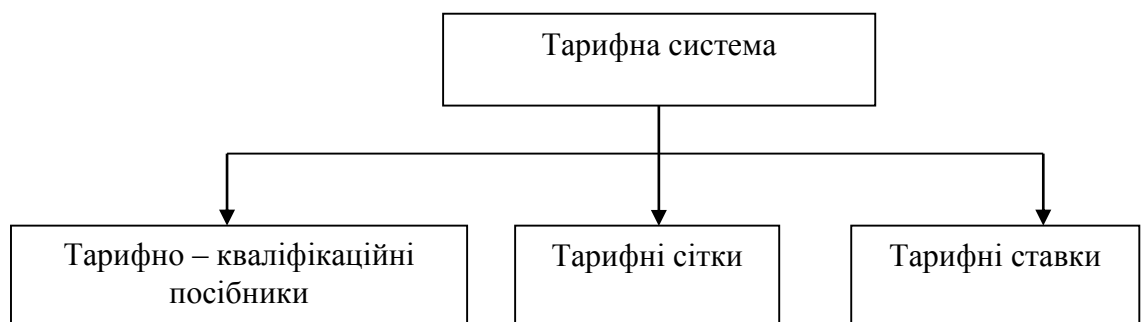 Тарифна система
Тарифно – кваліфікаційні
посібники
Тарифні сітки
Тарифні ставки